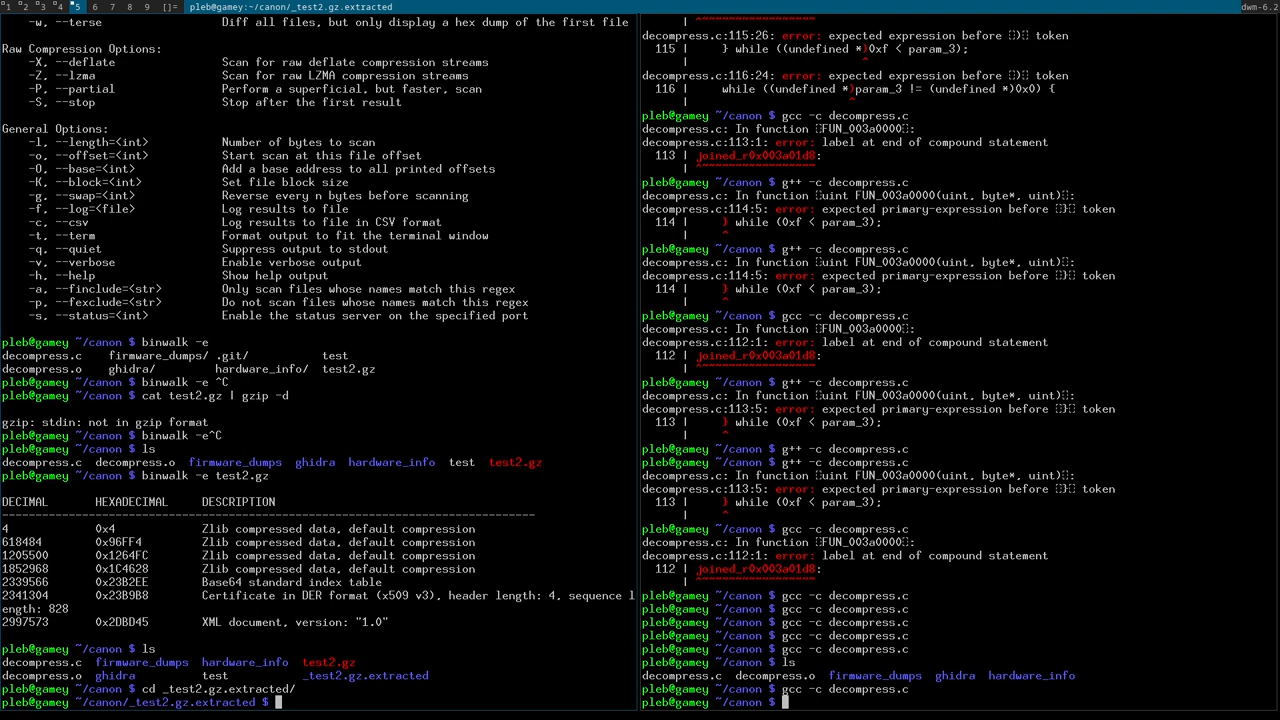 1 2 3 4 5 6 7 8 9 []= pleb@gamey:~/canon/_test2.gz.extracted dwm-6.2
-w, --terse Diff all files, but only display a hex dump of the first file
Raw Compression Options:
-X, --deflate Scan for raw deflate compression streams
-Z, --lzma Scan for raw LZMA compression streams
-P, --partial Perform a superficial, but faster, scan
-S, --stop Stop after the first result
General Options:
-l, --length=<int> Number of bytes to scan
-o, --offset=<int> Start scan at this file offset
-O, --base=<int> Add a base address to all printed offsets
-K, --block=<int> Set file block size
-g, --swap=<int> Reverse every n bytes before scanning
-f, --log=<file> Log results to file
-c, --csv Log results to file in CSV format
-t, --term Format output to fit the terminal window
-q, --quiet Suppress output to stdout
-v, --verbose Enable verbose output
-h, --help Show help output
-a, --finclude=<str> Only scan files whose names match this regex
-p, --fexclude=<str> Do not scan files whose names match this regex
-s, --status=<int> Enable the status server on the specified port
pleb@gamey ~/canon $ binwalk -e
decompress.c firmware_dumps/ .git/ test
decompress.o ghidra/ hardware_info/ test2.gz
pleb@gamey ~/canon $ binwalk -e ^C
pleb@gamey ~/canon $ cat test2.gz | gzip -d
gzip: stdin: not in gzip format
pleb@gamey ~/canon $ binwalk -e^C
pleb@gamey ~/canon $ ls
decompress.c decompress.o firmware_dumps ghidra hardware_info test test2.gz
pleb@gamey ~/canon $ binwalk -e test2.gz
DECIMAL HEXADECIMAL DESCRIPTION
--------------------------------------------------------------------------------
4 0x4 Zlib compressed data, default compression
618484 0x96FF4 Zlib compressed data, default compression
1205500 0x1264FC Zlib compressed data, default compression
1852968 0x1C4628 Zlib compressed data, default compression
2339566 0x23B2EE Base64 standard index table
2341304 0x23B9B8 Certificate in DER format (x509 v3), header length: 4, sequence l
ength: 828
2997573 0x2DBD45 XML document, version: "1.0"
pleb@gamey ~/canon $ ls
decompress.c firmware_dumps hardware_info test2.gz
decompress.o ghidra test _test2.gz.extracted
pleb@gamey ~/canon $ cd _test2.gz.extracted/
pleb@gamey ~/canon/_test2.gz.extracted $
decompress.c:115:26: error: expected expression before ) token
115 | } while ((undefined *)0xf < param_3);
| ^
decompress.c:116:24: error: expected expression before ) token
116 | while ((undefined *)param_3 != (undefined *)0x0) {
| ^
pleb@gamey ~/canon $ gcc -c decompress.c
decompress.c: In function FUN_003a0000:
decompress.c:113:1: error: label at end of compound statement
113 | joined_r0x003a01d8:
| ^~~~~~~~~~~~~~~~~~
pleb@gamey ~/canon $ g++ -c decompress.c
decompress.c: In function uint FUN_003a0000(uint, byte*, uint):
decompress.c:114:5: error: expected primary-expression before } token
114 | } while (0xf < param_3);
| ^
pleb@gamey ~/canon $ g++ -c decompress.c
decompress.c: In function uint FUN_003a0000(uint, byte*, uint):
decompress.c:114:5: error: expected primary-expression before } token
114 | } while (0xf < param_3);
| ^
pleb@gamey ~/canon $ gcc -c decompress.c
decompress.c: In function FUN_003a0000:
decompress.c:112:1: error: label at end of compound statement
112 | joined_r0x003a01d8:
| ^~~~~~~~~~~~~~~~~~
pleb@gamey ~/canon $ g++ -c decompress.c
decompress.c: In function uint FUN_003a0000(uint, byte*, uint):
decompress.c:113:5: error: expected primary-expression before } token
113 | } while (0xf < param_3);
| ^
pleb@gamey ~/canon $ g++ -c decompress.c
pleb@gamey ~/canon $ g++ -c decompress.c
decompress.c: In function uint FUN_003a0000(uint, byte*, uint):
decompress.c:113:5: error: expected primary-expression before } token
113 | } while (0xf < param_3);
| ^
pleb@gamey ~/canon $ gcc -c decompress.c
decompress.c: In function FUN_003a0000:
decompress.c:112:1: error: label at end of compound statement
112 | joined_r0x003a01d8:
| ^~~~~~~~~~~~~~~~~~
pleb@gamey ~/canon $ gcc -c decompress.c
pleb@gamey ~/canon $ gcc -c decompress.c
pleb@gamey ~/canon $ gcc -c decompress.c
pleb@gamey ~/canon $ gcc -c decompress.c
pleb@gamey ~/canon $ gcc -c decompress.c
pleb@gamey ~/canon $ ls
decompress.c decompress.o firmware_dumps ghidra hardware_info
pleb@gamey ~/canon $ gcc -c decompress.c
pleb@gamey ~/canon $